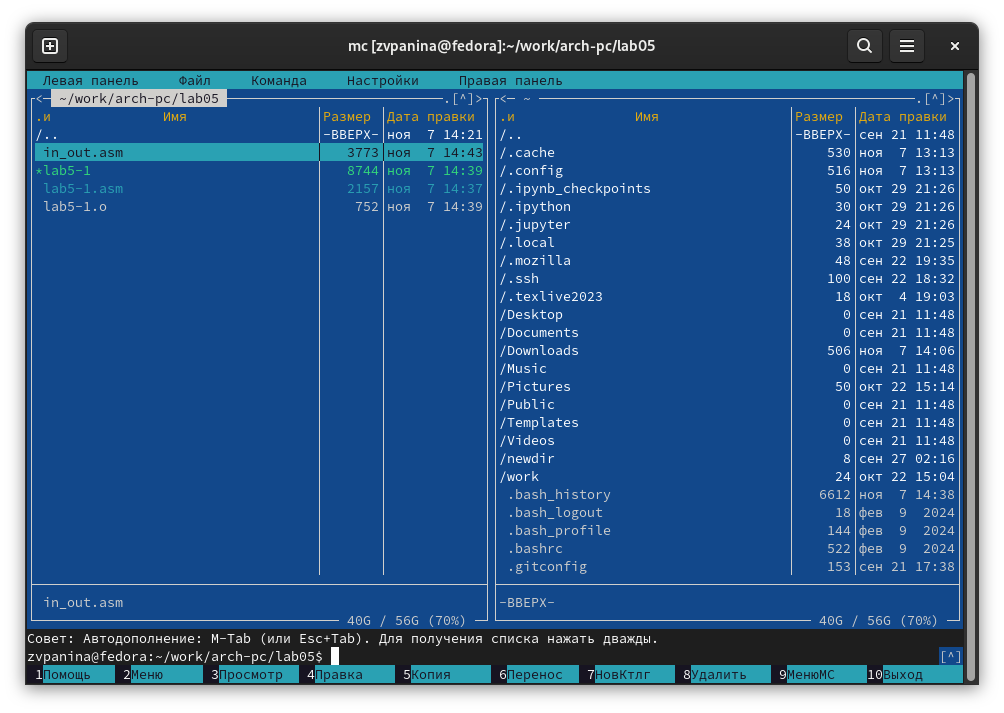 mc [zvpanina@fedora]:~/work/arch-pc/lab05
Левая панель Файл Команда Настройки Правая панель
<— ~/work/arch-pc/lab05 .[^]> <— ~ .[^]>
.и Имя Размер Дата правки .и Имя Размер Дата правки
/.. -ВВЕРХ- ноя 7 14:21 /.. -ВВЕРХ- сен 21 11:48
in_out.asm 3773 ноя 7 14:43 /.cache 530 ноя 7 13:13
*lab5-1 8744 ноя 7 14:39 /.config 516 ноя 7 13:13
lab5-1.asm 2157 ноя 7 14:37 /.ipynb_checkpoints 50 окт 29 21:26
lab5-1.o 752 ноя 7 14:39 /.ipython 30 окт 29 21:26
/.jupyter 24 окт 29 21:26
/.local 38 окт 29 21:25
/.mozilla 48 сен 22 19:35
/.ssh 100 сен 22 18:32
/.texlive2023 18 окт 4 19:03
/Desktop 0 сен 21 11:48
/Documents 0 сен 21 11:48
/Downloads 506 ноя 7 14:06
/Music 0 сен 21 11:48
/Pictures 50 окт 22 15:14
/Public 0 сен 21 11:48
/Templates 0 сен 21 11:48
/Videos 0 сен 21 11:48
/newdir 8 сен 27 02:16
/work 24 окт 22 15:04
.bash_history 6612 ноя 7 14:38
.bash_logout 18 фев 9 2024
.bash_profile 144 фев 9 2024
.bashrc 522 фев 9 2024
.gitconfig 153 сен 21 17:38
in_out.asm -ВВЕРХ-
40G / 56G (70%) 40G / 56G (70%)
Совет: Автодополнение: M-Tab (или Esc+Tab). Для получения списка нажать дважды.
zvpanina@fedora:~/work/arch-pc/lab05$ [^]
1Помощь 2Меню 3Просмотр 4Правка 5Копия 6Перенос 7НовКтлг 8Удалить 9МенюMC 10Выход